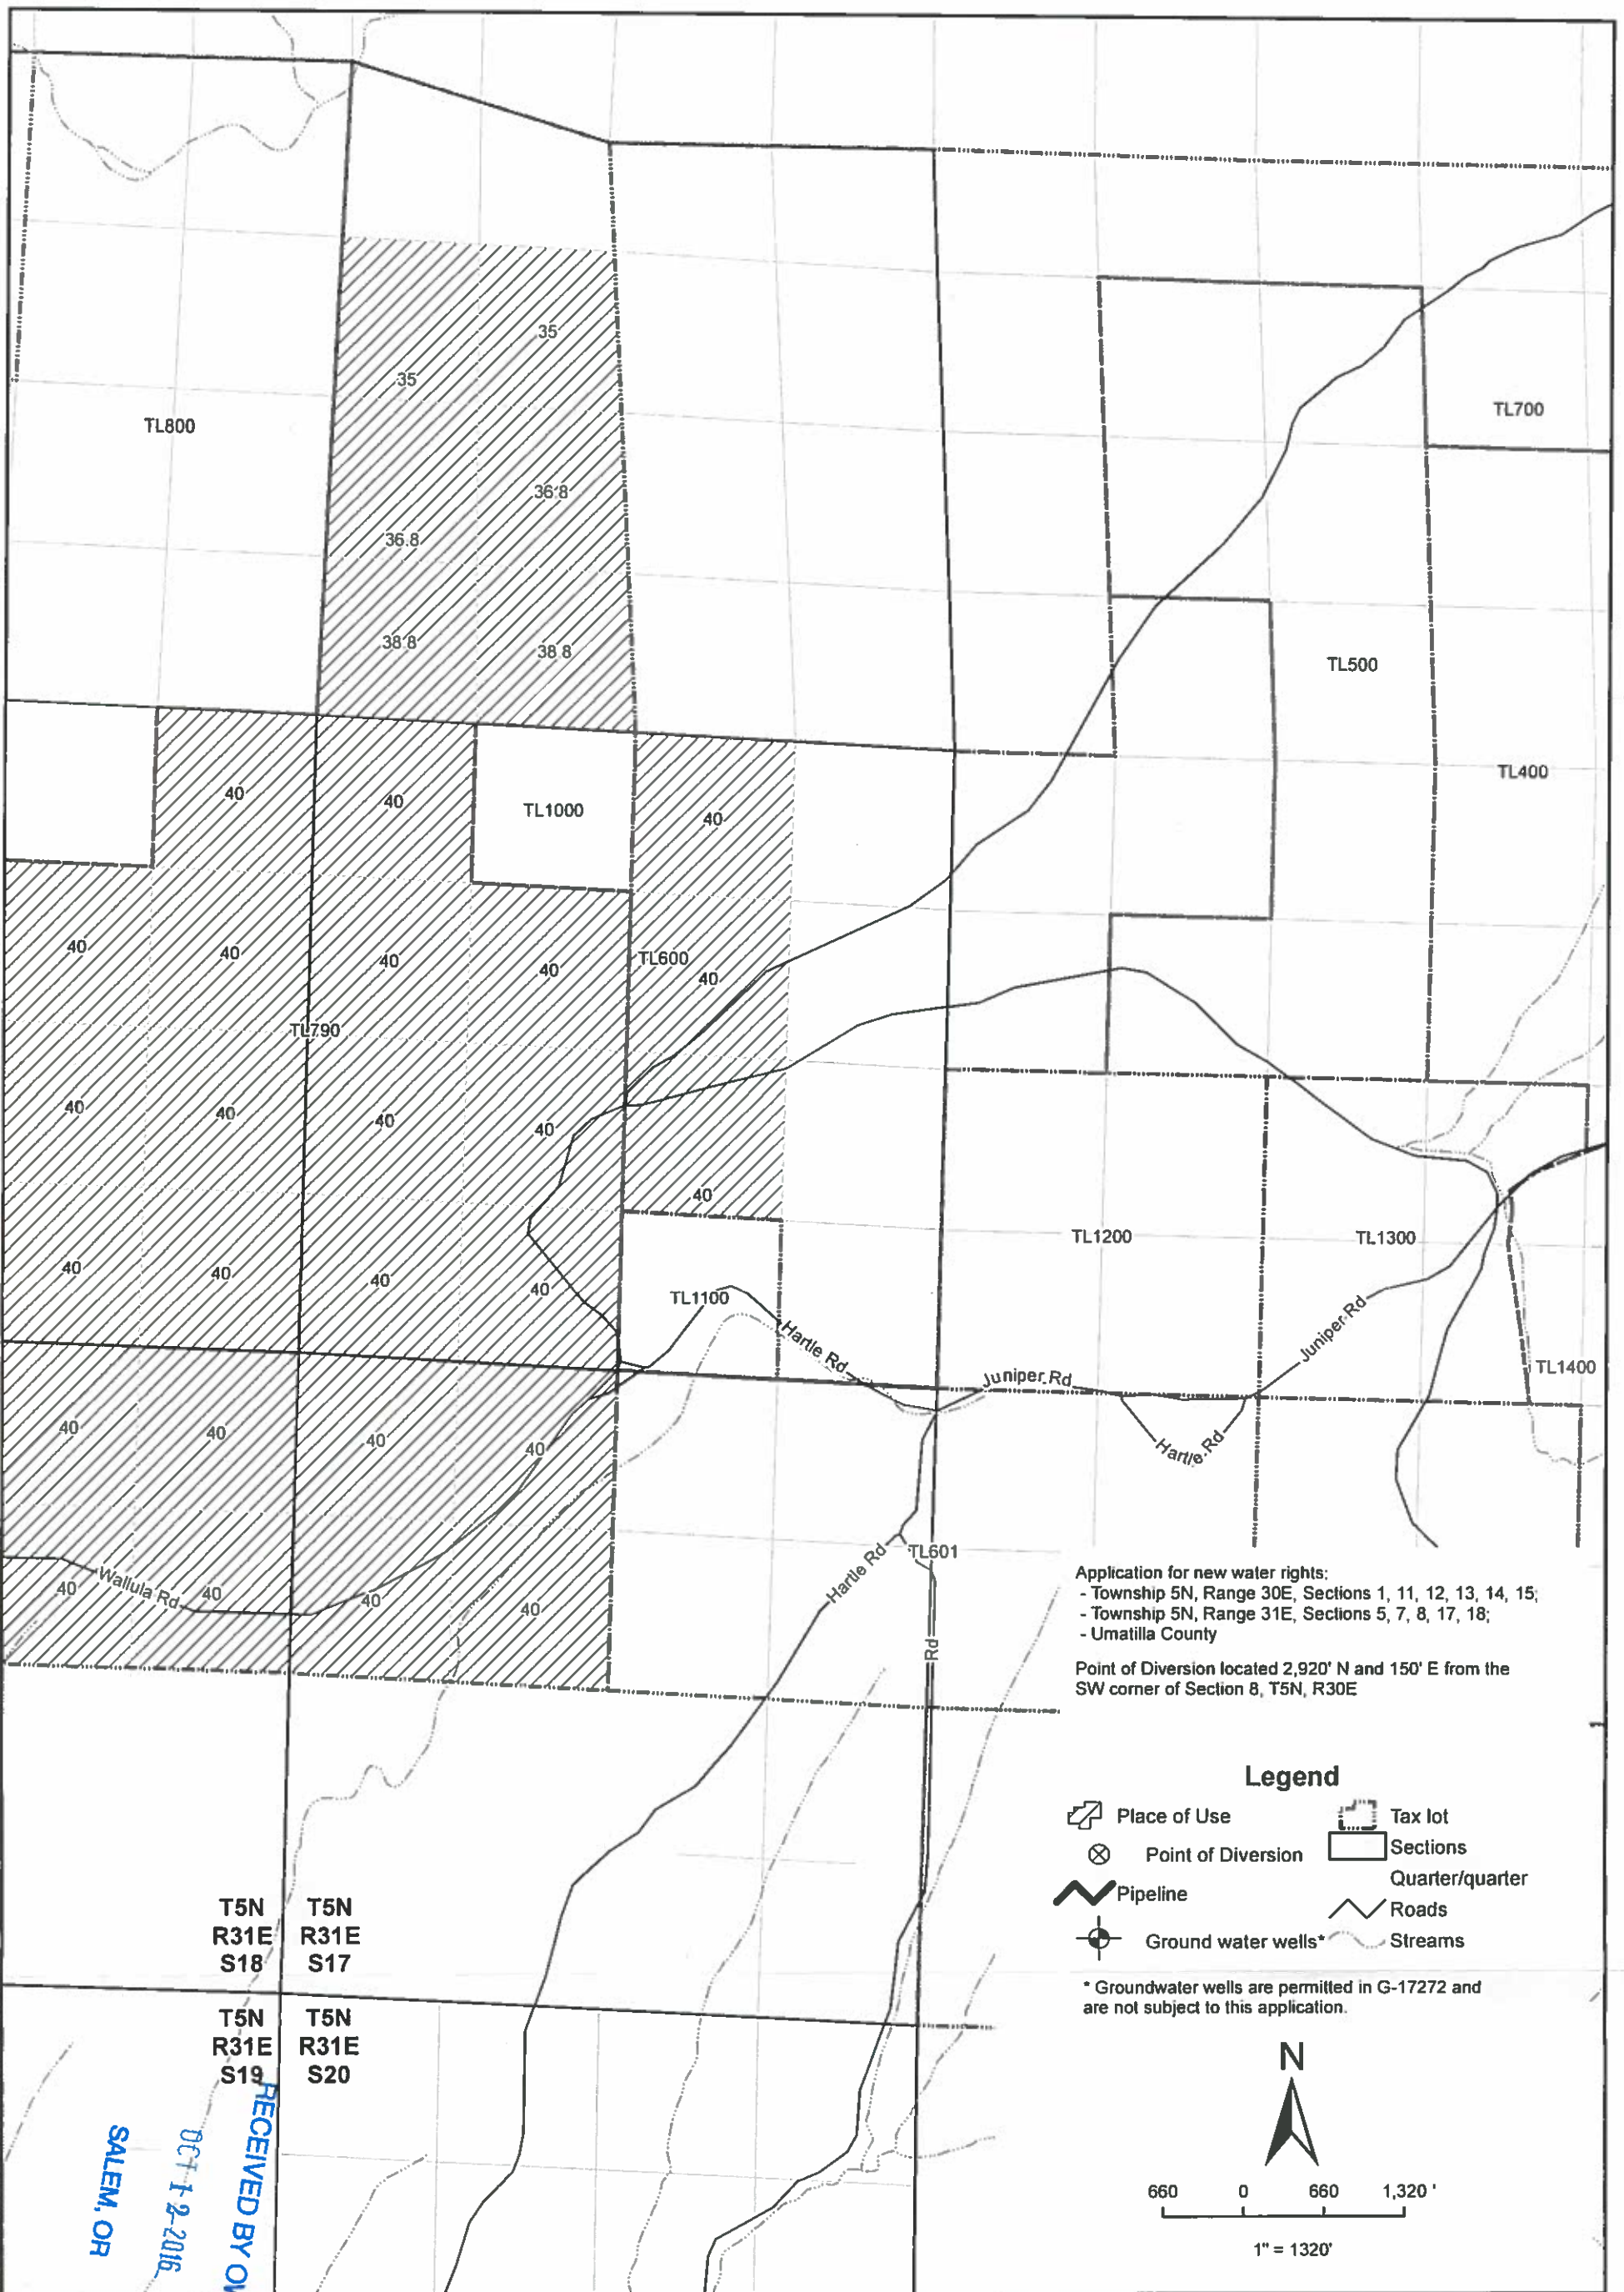 35
35
TL700
TL800
36.8
36.8
38.8
38.8
TL500
TL400
40
40
TL1000
40
40
40
40
40
TL600
40
TL790
40
40
40
40
40
TL1200
TL1300
40
40
40
40
TL1100
Hartle Rd
Juniper Rd
Juniper Rd
Hartle Rd
TL1400
40
40
40
40
Hartle Rd
TL601
Rd
40
Wallula Rd
40
40
40
Application for new water rights;
- Township 5N, Range 30E, Sections 1, 11, 12, 13, 14, 15;
- Township 5N, Range 31E, Sections 5, 7, 8, 17, 18;
- Umatilla County
Point of Diversion located 2,920' N and 150' E from the
SW corner of Section 8, T5N, R30E
Legend
Place of Use
Tax lot
Point of Diversion
Sections
Quarter/quarter
Pipeline
Roads
Ground water wells*
Streams
* Groundwater wells are permitted in G-17272 and
are not subject to this application.
T5N
R31E
S18
T5N
R31E
S17
T5N
R31E
S19
T5N
R31E
S20
N
660 0 660 1,320 '
1" = 1320'
RECEIVED BY
OCT 12 2016
SALEM, OR